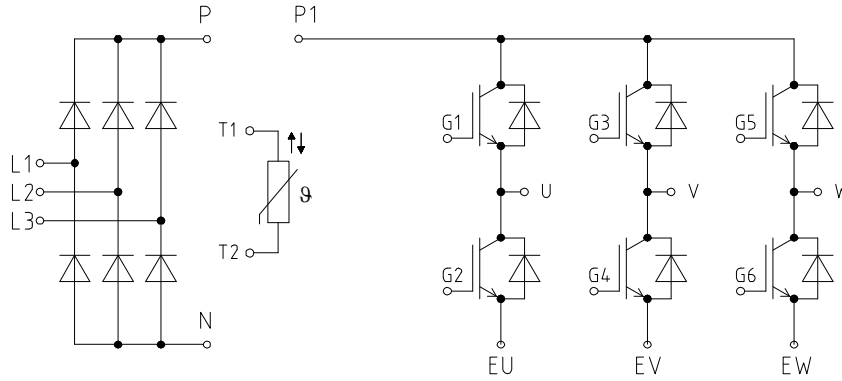 P P1
T1
G1 G3 G5
L1
L2 ϑ U V W
L3
T2
G2 G4 G6
N
EU EV EW